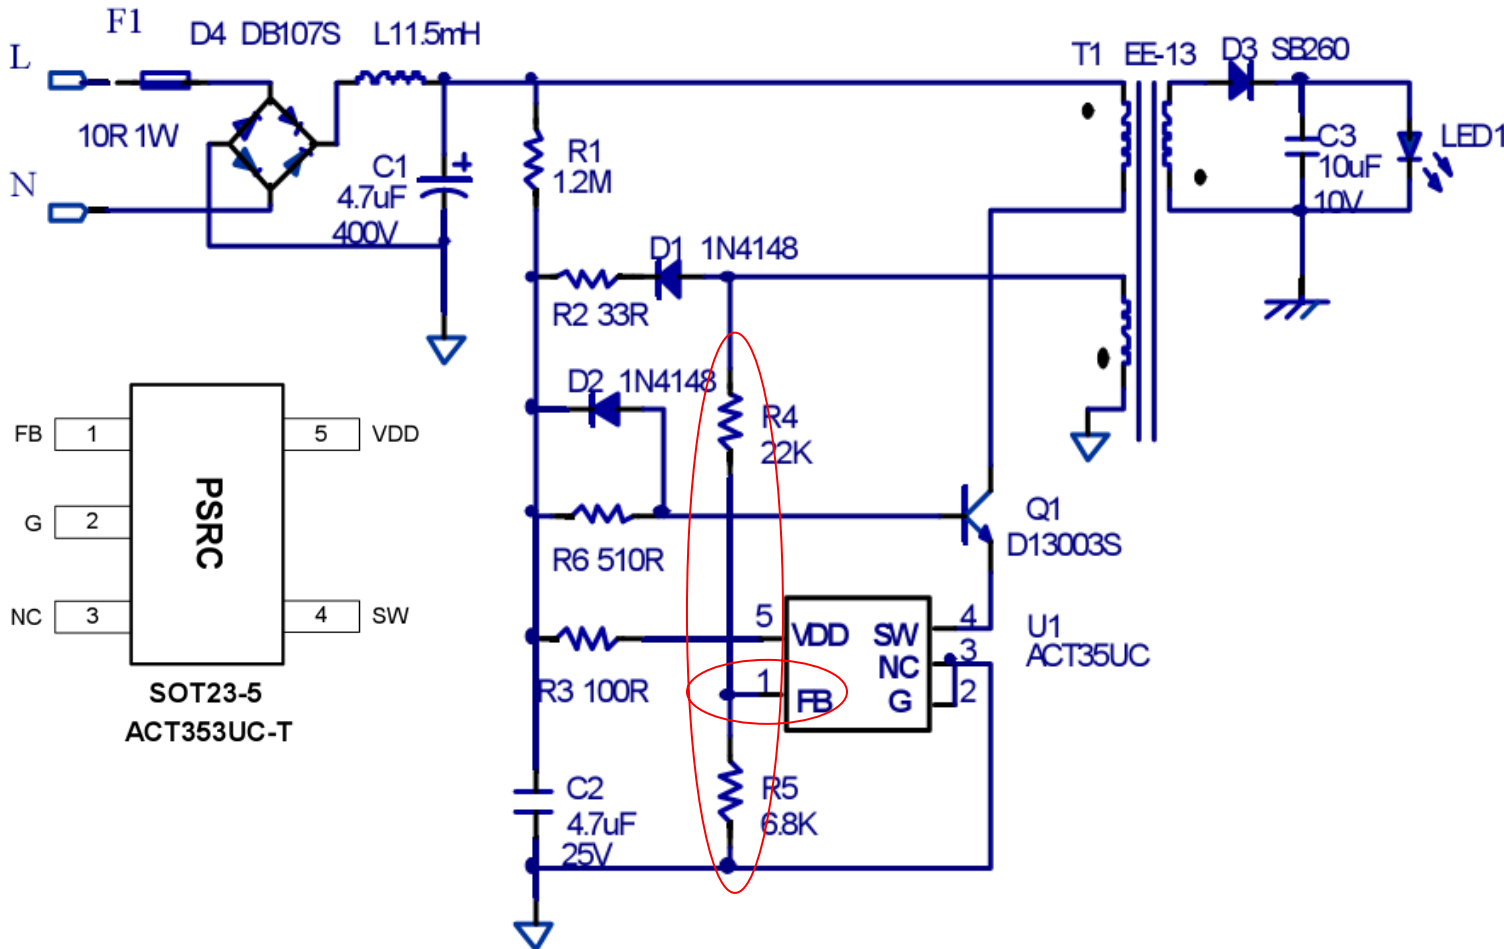 F1
L
D4 DB107S
L11.5mH
T1 EE-13
D3 SB260
10R 1W
N
C1
4.7uF
400V
R1
1.2M
C3
10uF
10V
LED1
D1 1N4148
R2 33R
D2 1N4148
R4
22K
FB 1
5 VDD
G 2
PSRC
NC 3
4 SW
SOT23-5
ACT353UC-T
Q1
D13003S
R6 510R
5
VDD
SW
4
NC
3
1
FB
G
2
U1
ACT35UC
R3 100R
C2
4.7uF
25V
R5
6.8K